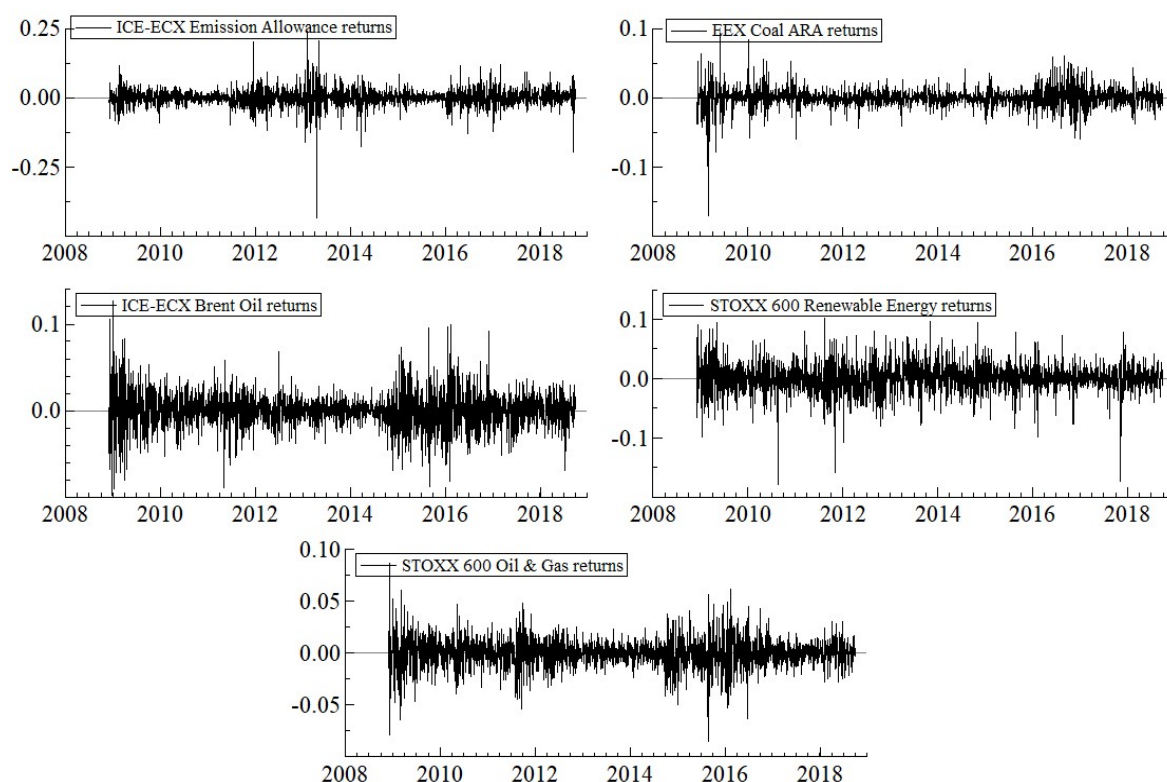 ICE-ECX Emission Allowance returns
0.25
0.00
-0.25
2008 2010 2012 2014 2016 2018
EEX Coal ARA returns
0.1
0.0
-0.1
2008 2010 2012 2014 2016 2018
ICE-ECX Brent Oil returns
0.1
0.0
2008 2010 2012 2014 2016 2018
STOXX 600 Renewable Energy returns
0.1
0.0
-0.1
2008 2010 2012 2014 2016 2018
0.10
STOXX 600 Oil & Gas returns
0.05
0.00
-0.05
2008 2010 2012 2014 2016 2018